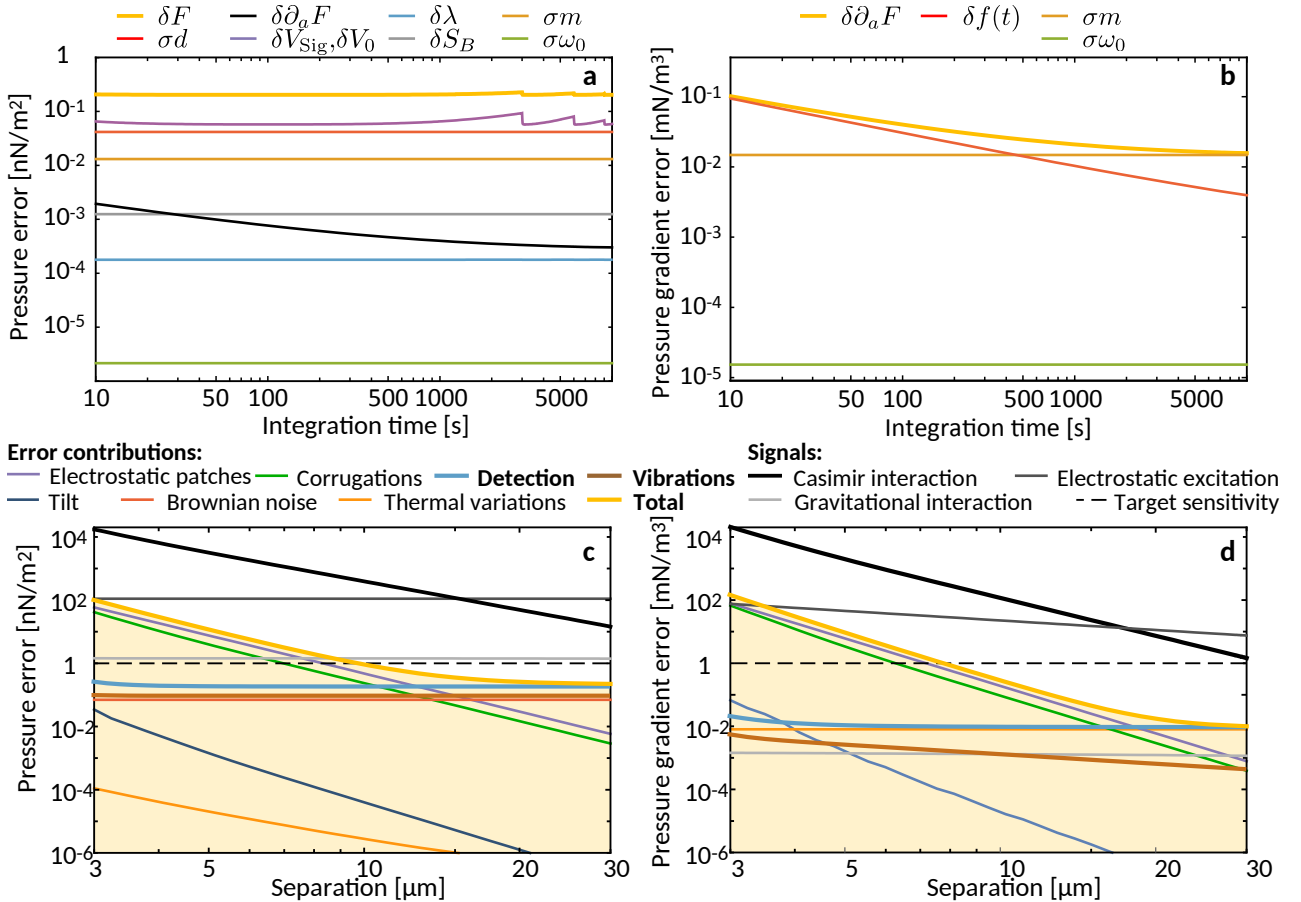 δF δ∂ₐF δλ σm
σd δV_Sig,δV₀ δS_B σω₀
δ∂ₐF δf(t) σm
σω₀
a
Pressure error [nN/m²]
1
10⁻¹
10⁻²
10⁻³
10⁻⁴
10⁻⁵
10 50 100 500 1000 5000
Integration time [s]
b
Pressure gradient error [mN/m³]
10⁻¹
10⁻²
10⁻³
10⁻⁴
10⁻⁵
10 50 100 500 1000 5000
Integration time [s]
Error contributions:
Electrostatic patches Corrugations Detection Vibrations
Tilt Brownian noise Thermal variations Total
Signals:
Casimir interaction Electrostatic excitation
Gravitational interaction Target sensitivity
c
Pressure error [nN/m²]
10⁴
10²
1
10⁻²
10⁻⁴
10⁻⁶
3 5 10 20 30
Separation [μm]
d
Pressure gradient error [mN/m³]
10⁴
10²
1
10⁻²
10⁻⁴
10⁻⁶
3 5 10 20 30
Separation [μm]